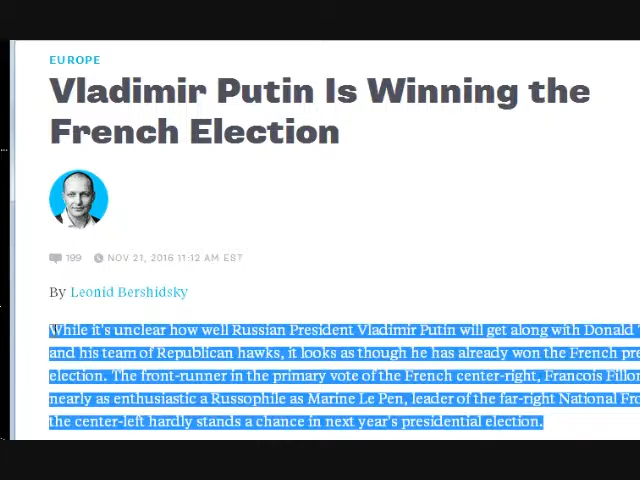 EUROPE
Vladimir Putin Is Winning the
French Election
199 NOV 21, 2016 11:12 AM EST
By Leonid Bershidsky
While it's unclear how well Russian President Vladimir Putin will get along with Donald
and his team of Republican hawks, it looks as though he has already won the French pre
election. The front-runner in the primary vote of the French center-right, Francois Fillon
nearly as enthusiastic a Russophile as Marine Le Pen, leader of the far-right National Fro
the center-left hardly stands a chance in next year's presidential election.